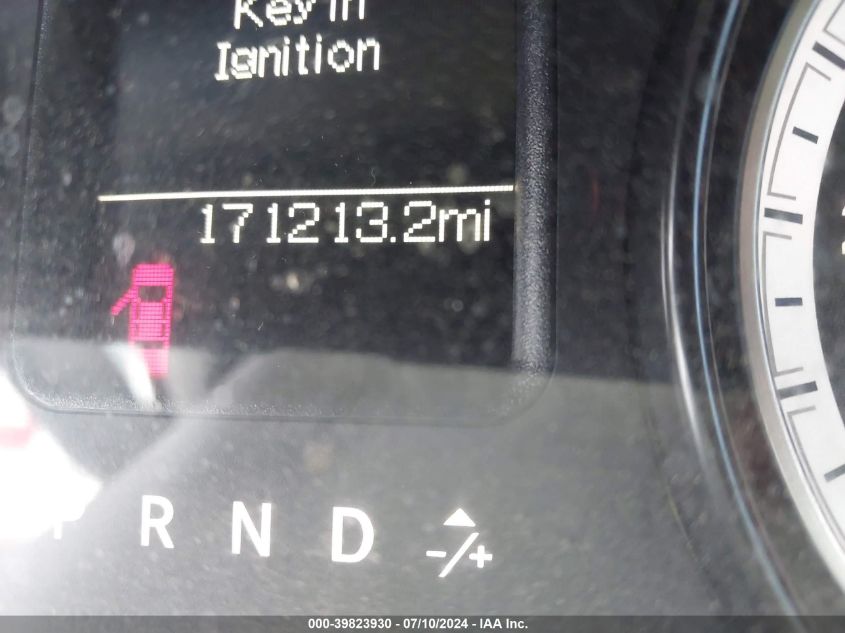 Key in
Ignition
171213.2mi
P R N D -/+
000-39823930 - 07/10/2024 - IAA Inc.